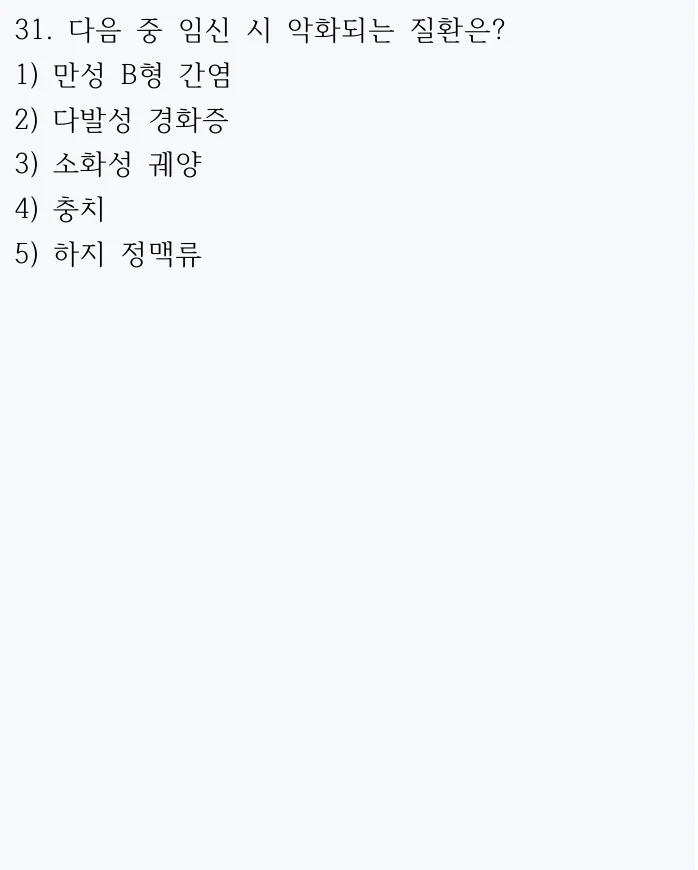 31. 다음 중 임신 시 악화되는 질환은?
1) 만성 B형 간염
2) 다발성 경화증
3) 소화성 궤양
4) 충치
5) 하지 정맥류